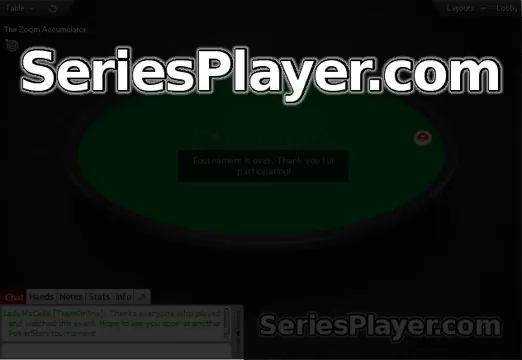 Table
Layouts
Lobby
The Zoom Accumulator
SeriesPlayer.com
Tournament is over. Thank you for
participating!
Chat Hands Notes Stats Info
[TeamOnline]: Thanks everyone who played
and watched this event. Hope to see you soon at another
PokerStars tournament!
SeriesPlayer.com